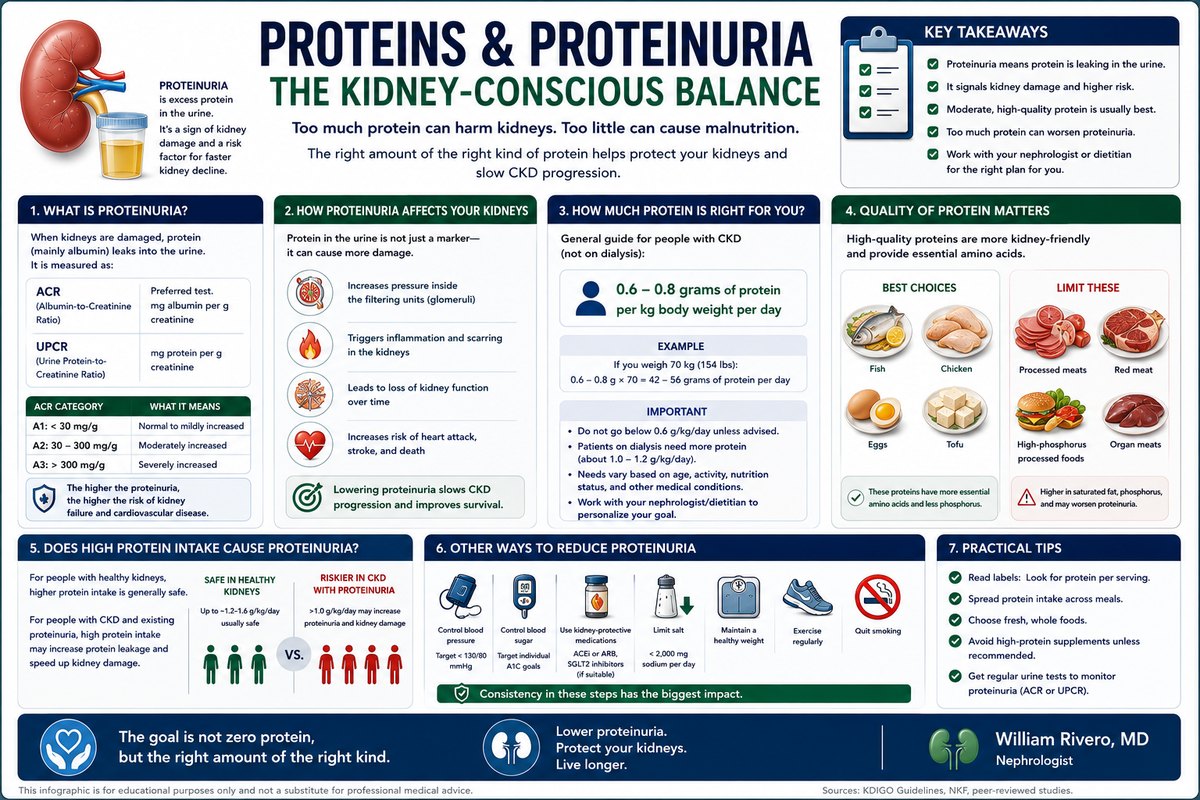 PROTEINS & PROTEINURIA
THE KIDNEY-CONSCIOUS BALANCE
Too much protein can harm kidneys. Too little can cause malnutrition.
The right amount of the right kind of protein helps protect your kidneys and
slow CKD progression.
PROTEINURIA
is excess protein
in the urine.
It's a sign of kidney
damage and a risk
factor for faster
kidney decline.
KEY TAKEAWAYS
Proteinuria means protein is leaking in the urine.
It signals kidney damage and higher risk.
Moderate, high-quality protein is usually best.
Too much protein can worsen proteinuria.
Work with your nephrologist or dietitian
for the right plan for you.
1. WHAT IS PROTEINURIA?
When kidneys are damaged, protein
(mainly albumin) leaks into the urine.
It is measured as:
ACR
(Albumin-to-Creatinine
Ratio)
Preferred test.
mg albumin per g
creatinine
UPCR
(Urine Protein-to-
Creatinine Ratio)
mg protein per g
creatinine
ACR CATEGORY
WHAT IT MEANS
A1: < 30 mg/g
Normal to mildly increased
A2: 30 – 300 mg/g
Moderately increased
A3: > 300 mg/g
Severely increased
The higher the proteinuria,
the higher the risk of kidney
failure and cardiovascular disease.
2. HOW PROTEINURIA AFFECTS YOUR KIDNEYS
Protein in the urine is not just a marker—
it can cause more damage.
Increases pressure inside
the filtering units (glomeruli)
Triggers inflammation and scarring
in the kidneys
Leads to loss of kidney function
over time
Increases risk of heart attack,
stroke, and death
Lowering proteinuria slows CKD
progression and improves survival.
3. HOW MUCH PROTEIN IS RIGHT FOR YOU?
General guide for people with CKD
(not on dialysis):
0.6 – 0.8 grams of protein
per kg body weight per day
EXAMPLE
If you weigh 70 kg (154 lbs):
0.6 – 0.8 g × 70 = 42 – 56 grams of protein per day
IMPORTANT
• Do not go below 0.6 g/kg/day unless advised.
• Patients on dialysis need more protein
(about 1.0 – 1.2 g/kg/day).
• Needs vary based on age, activity, nutrition
status, and other medical conditions.
• Work with your nephrologist/dietitian to
personalize your goal.
4. QUALITY OF PROTEIN MATTERS
High-quality proteins are more kidney-friendly
and provide essential amino acids.
BEST CHOICES
Fish
Chicken
Eggs
Tofu
These proteins have more essential
amino acids and less phosphorus.
LIMIT THESE
Processed meats
Red meat
High-phosphorus
processed foods
Organ meats
Higher in saturated fat, phosphorus,
and may worsen proteinuria.
5. DOES HIGH PROTEIN INTAKE CAUSE PROTEINURIA?
For people with healthy kidneys,
higher protein intake is generally safe.
For people with CKD and existing
proteinuria, high protein intake
may increase protein leakage and
speed up kidney damage.
SAFE IN HEALTHY
KIDNEYS
Up to ~1.2–1.6 g/kg/day
usually safe
VS.
RISKIER IN CKD
WITH PROTEINURIA
>1.0 g/kg/day may increase
proteinuria and kidney damage
6. OTHER WAYS TO REDUCE PROTEINURIA
Control blood
pressure
Target < 130/80
mmHg
Control blood
sugar
Target individual
A1C goals
Use kidney-protective
medications
ACEi or ARB,
SGLT2 inhibitors
(if suitable)
Limit salt
< 2,000 mg
sodium per day
Maintain a
healthy weight
Exercise
regularly
Quit smoking
Consistency in these steps has the biggest impact.
7. PRACTICAL TIPS
Read labels: Look for protein per serving.
Spread protein intake across meals.
Choose fresh, whole foods.
Avoid high-protein supplements unless
recommended.
Get regular urine tests to monitor
proteinuria (ACR or UPCR).
The goal is not zero protein,
but the right amount of the right kind.
Lower proteinuria.
Protect your kidneys.
Live longer.
William Rivero, MD
Nephrologist
This infographic is for educational purposes only and not a substitute for professional medical advice.
Sources: KDIGO Guidelines, NKF, peer-reviewed studies.